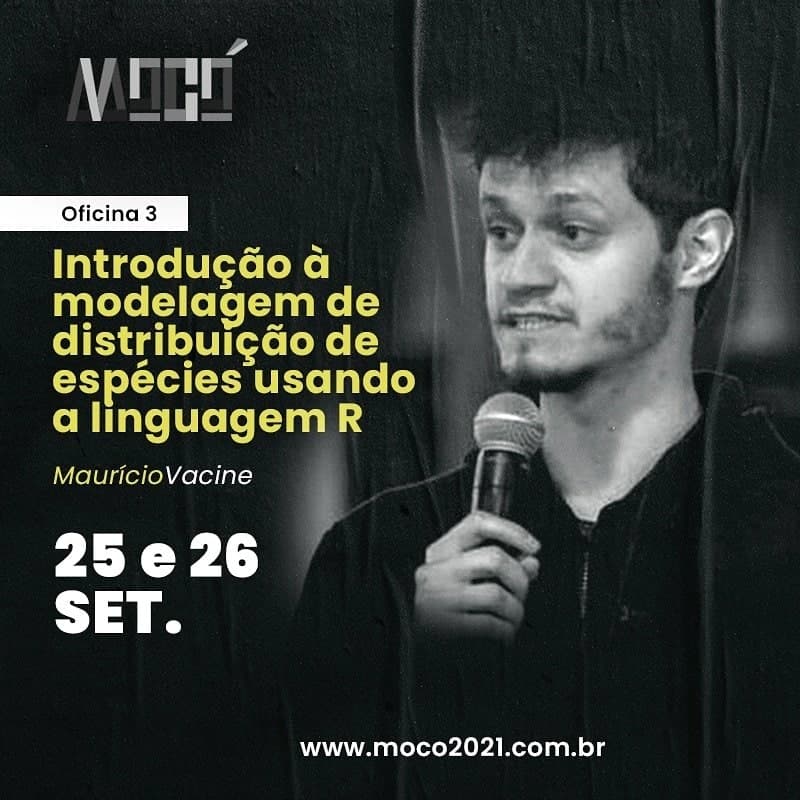 MOCÓ
Oficina 3
Introdução à
modelagem de
distribuição de
espécies usando
a linguagem R
MaurícioVacine
25 e 26
SET.
www.moco2021.com.br